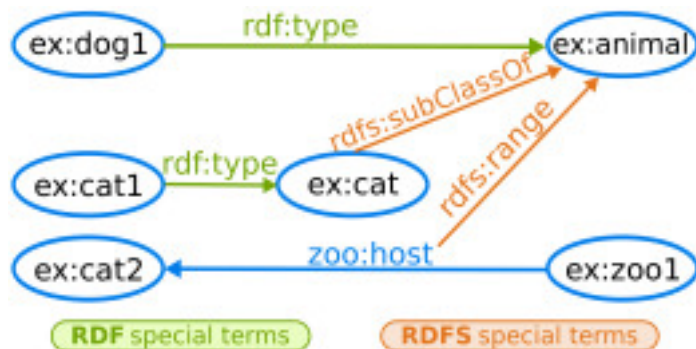 rdf:type
ex:dog1
ex:animal
rdfs:subClassOf
rdfs:range
rdf:type
ex:cat1
ex:cat
zoo:host
ex:cat2
ex:zoo1
RDF special terms
RDFS special terms